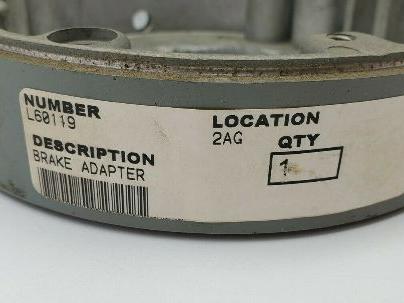 NUMBER
L60119
DESCRIPTION
BRAKE ADAPTER
LOCATION
2AG
QTY
1